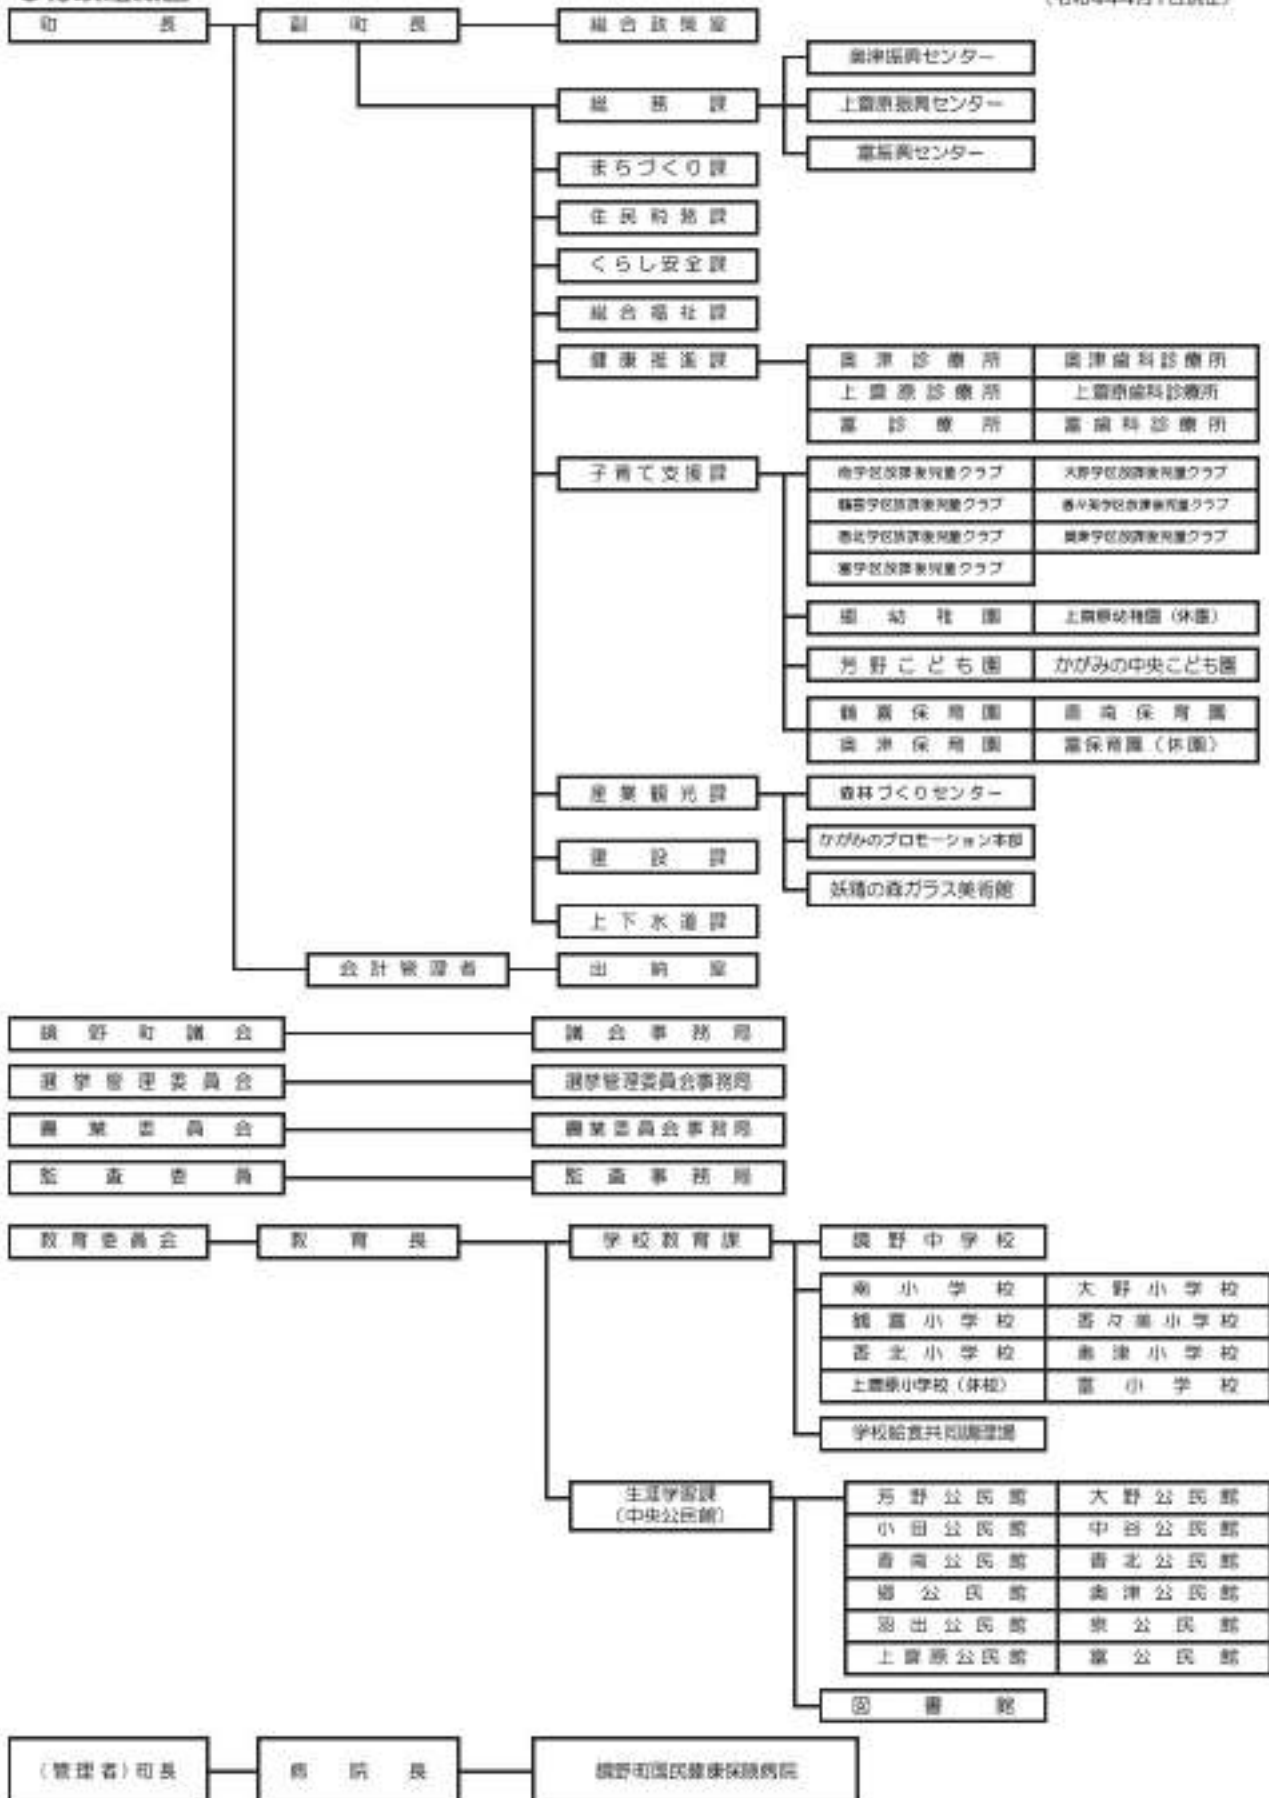 町長 副町長 総合政策室
奥津振興センター
総務課 上齋原振興センター
富振興センター
まちづくり課
住民税務課
くらし安全課
総合福祉課
健康推進課 奥津診療所 奥津歯科診療所
上齋原診療所 上齋原歯科診療所
富診療所 富歯科診療所
子育て支援課 南学区放課後児童クラブ 大野学区放課後児童クラブ
鶴喜学区放課後児童クラブ 香々美学区放課後児童クラブ
香北学区放課後児童クラブ 奥津学区放課後児童クラブ
富学区放課後児童クラブ
郷幼稚園 上齋原幼稚園(休園)
芳野こども園 かがみの中央こども園
鶴喜保育園 香南保育園
奥津保育園 富保育園(休園)
産業観光課 森林づくりセンター
かがみのプロモーション本部
建設課
妖精の森ガラス美術館
上下水道課
会計管理者 出納室
鏡野町議会 議会事務局
選挙管理委員会 選挙管理委員会事務局
農業委員会 農業委員会事務局
監査委員 監査事務局
教育委員会 教育長 学校教育課 鏡野中学校
南小学校 大野小学校
鶴喜小学校 香々美小学校
香北小学校 奥津小学校
上齋原小学校(休校) 富小学校
学校給食共同調理場
生涯学習課 芳野公民館 大野公民館
(中央公民館)
小田公民館 中谷公民館
香南公民館 香北公民館
郷公民館 奥津公民館
羽出公民館 泉公民館
上齋原公民館 富公民館
図書館
(管理者)町長 病院長 鏡野町国民健康保険病院